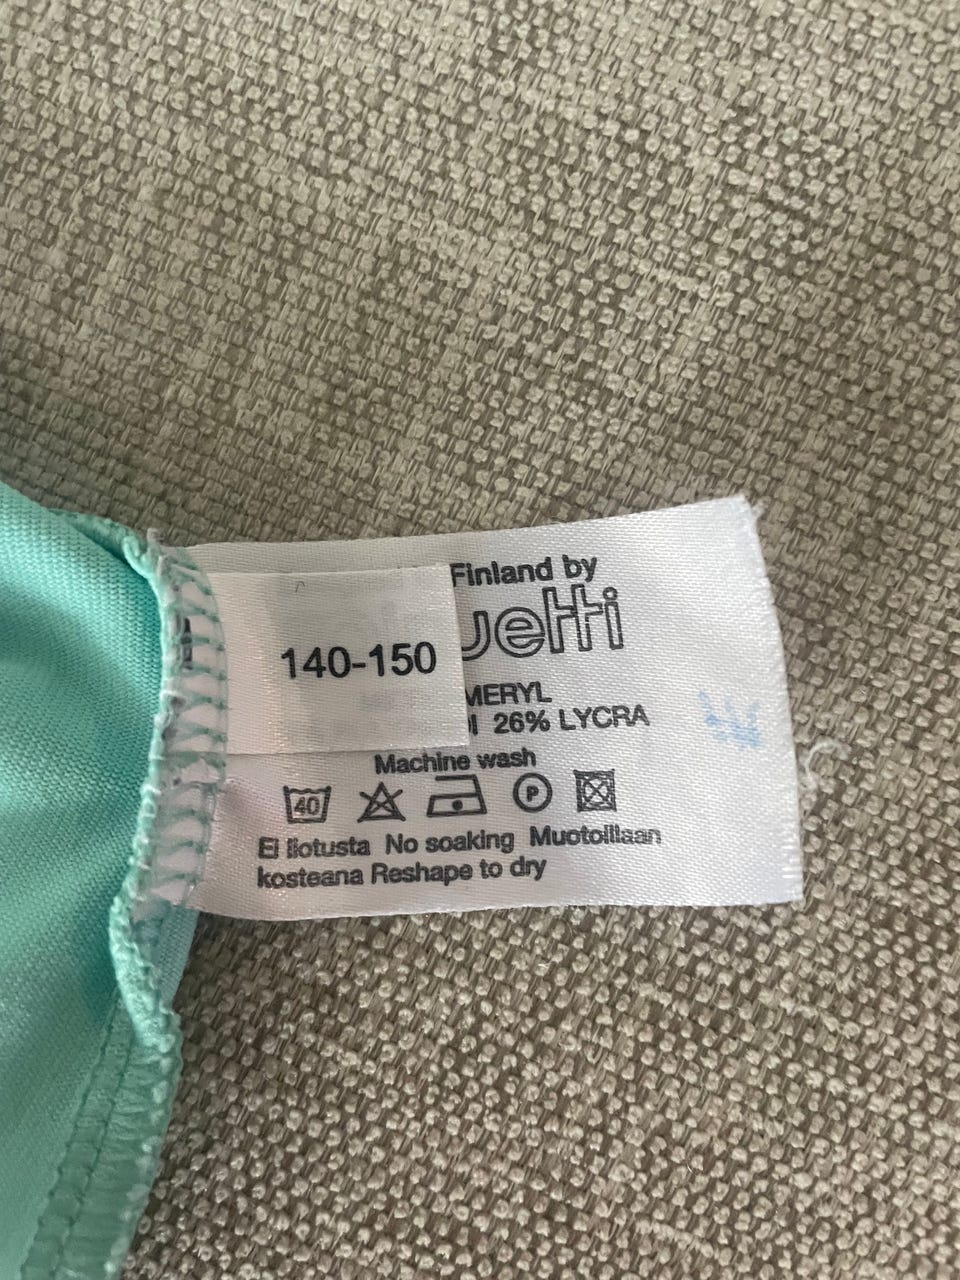 Finland by
uetti
140-150
MERYL
26% LYCRA
Machine wash
40 P
Ei liotusta No soaking Muotoillaan
kosteana Reshape to dry